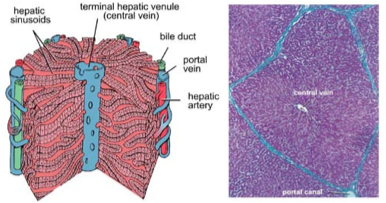 hepatic
sinusoids
terminal hepatic venule
(central vein)
bile duct
portal
vein
hepatic
artery
central vein
portal canal